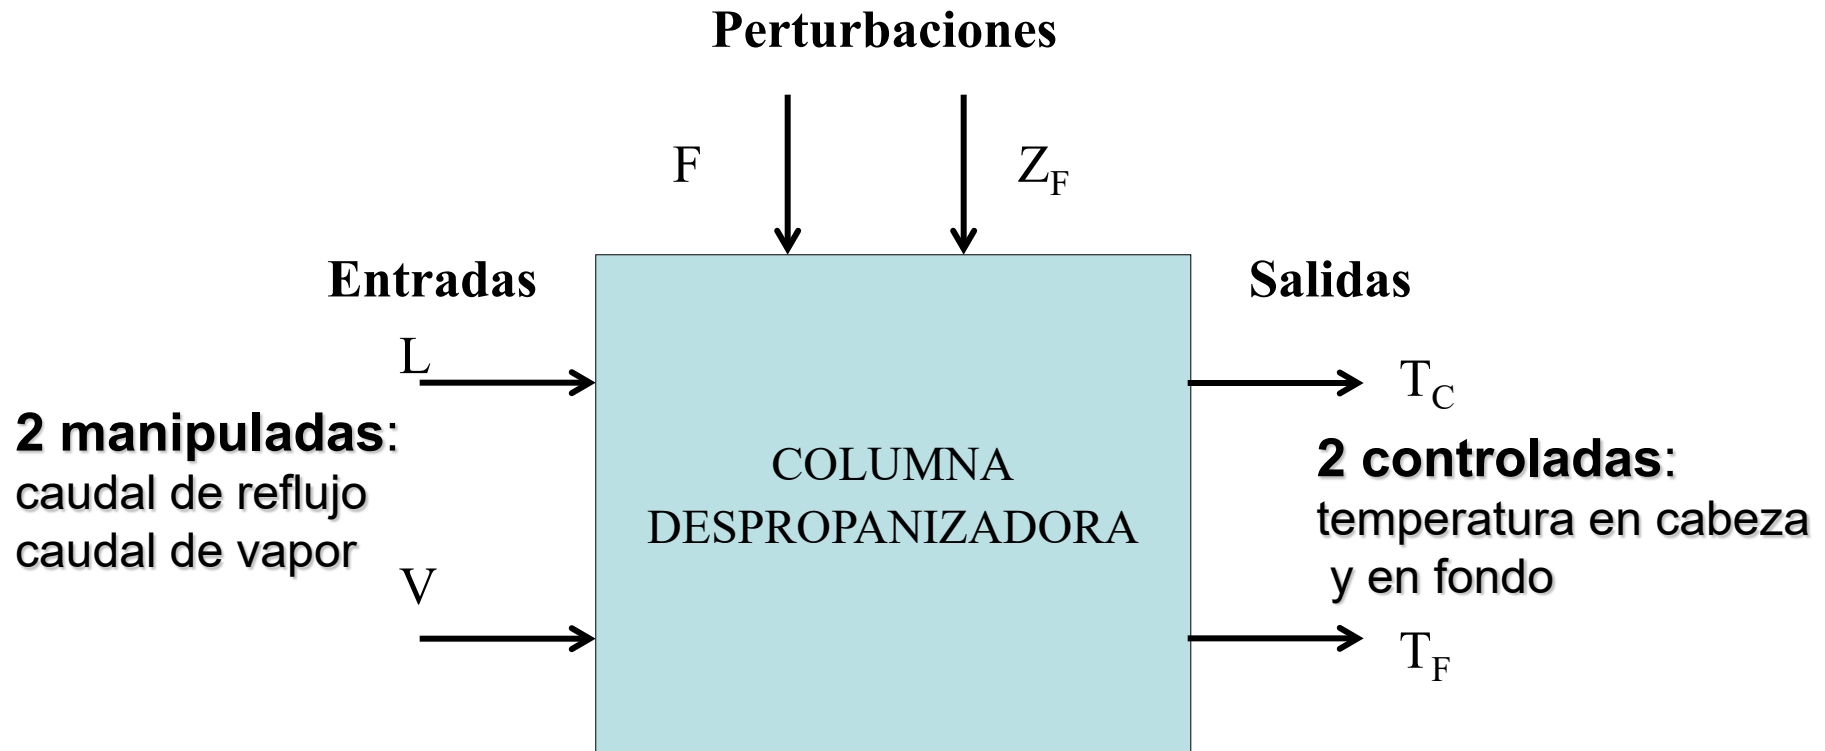 Perturbaciones
F
Z_F
Entradas
Salidas
L
T_C
2 manipuladas:
caudal de reflujo
caudal de vapor
COLUMNA
DESPROPANIZADORA
2 controladas:
temperatura en cabeza
y en fondo
V
T_F